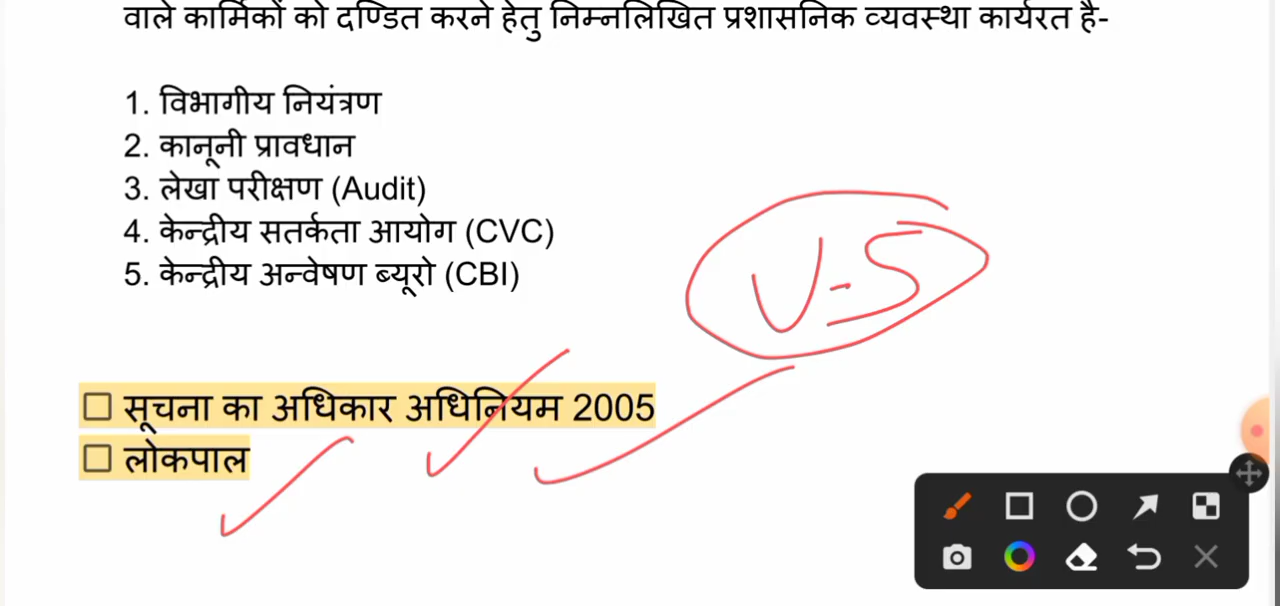 वाले कार्मिकों को दण्डित करने हेतु निम्नलिखित प्रशासनिक व्यवस्था कार्यरत है-
1. विभागीय नियंत्रण
2. कानूनी प्रावधान
3. लेखा परीक्षण (Audit)
4. केन्द्रीय सतर्कता आयोग (CVC)
5. केन्द्रीय अन्वेषण ब्यूरो (CBI)
U-5
☐ सूचना का अधिकार अधिनियम 2005
☐ लोकपाल